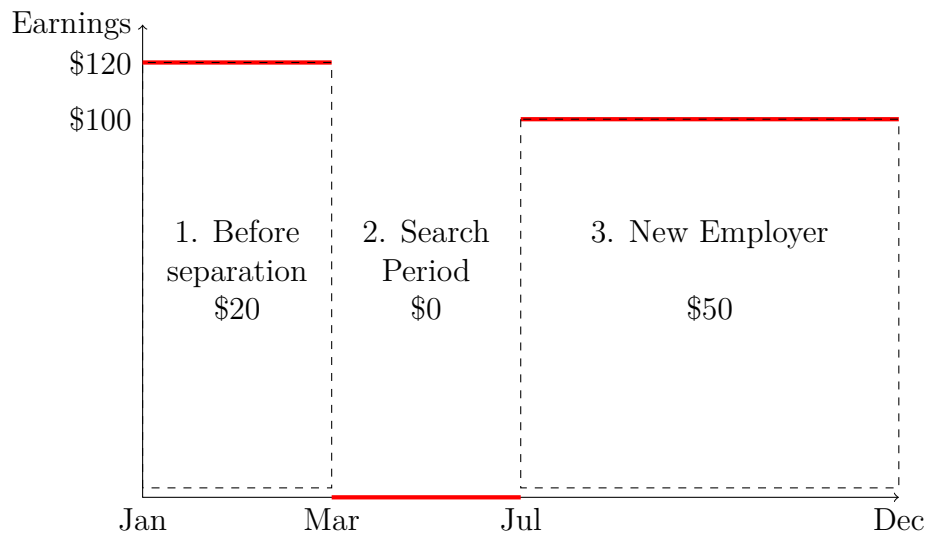 Earnings
$120
$100
1. Before
separation
$20
2. Search
Period
$0
3. New Employer
$50
Jan
Mar
Jul
Dec